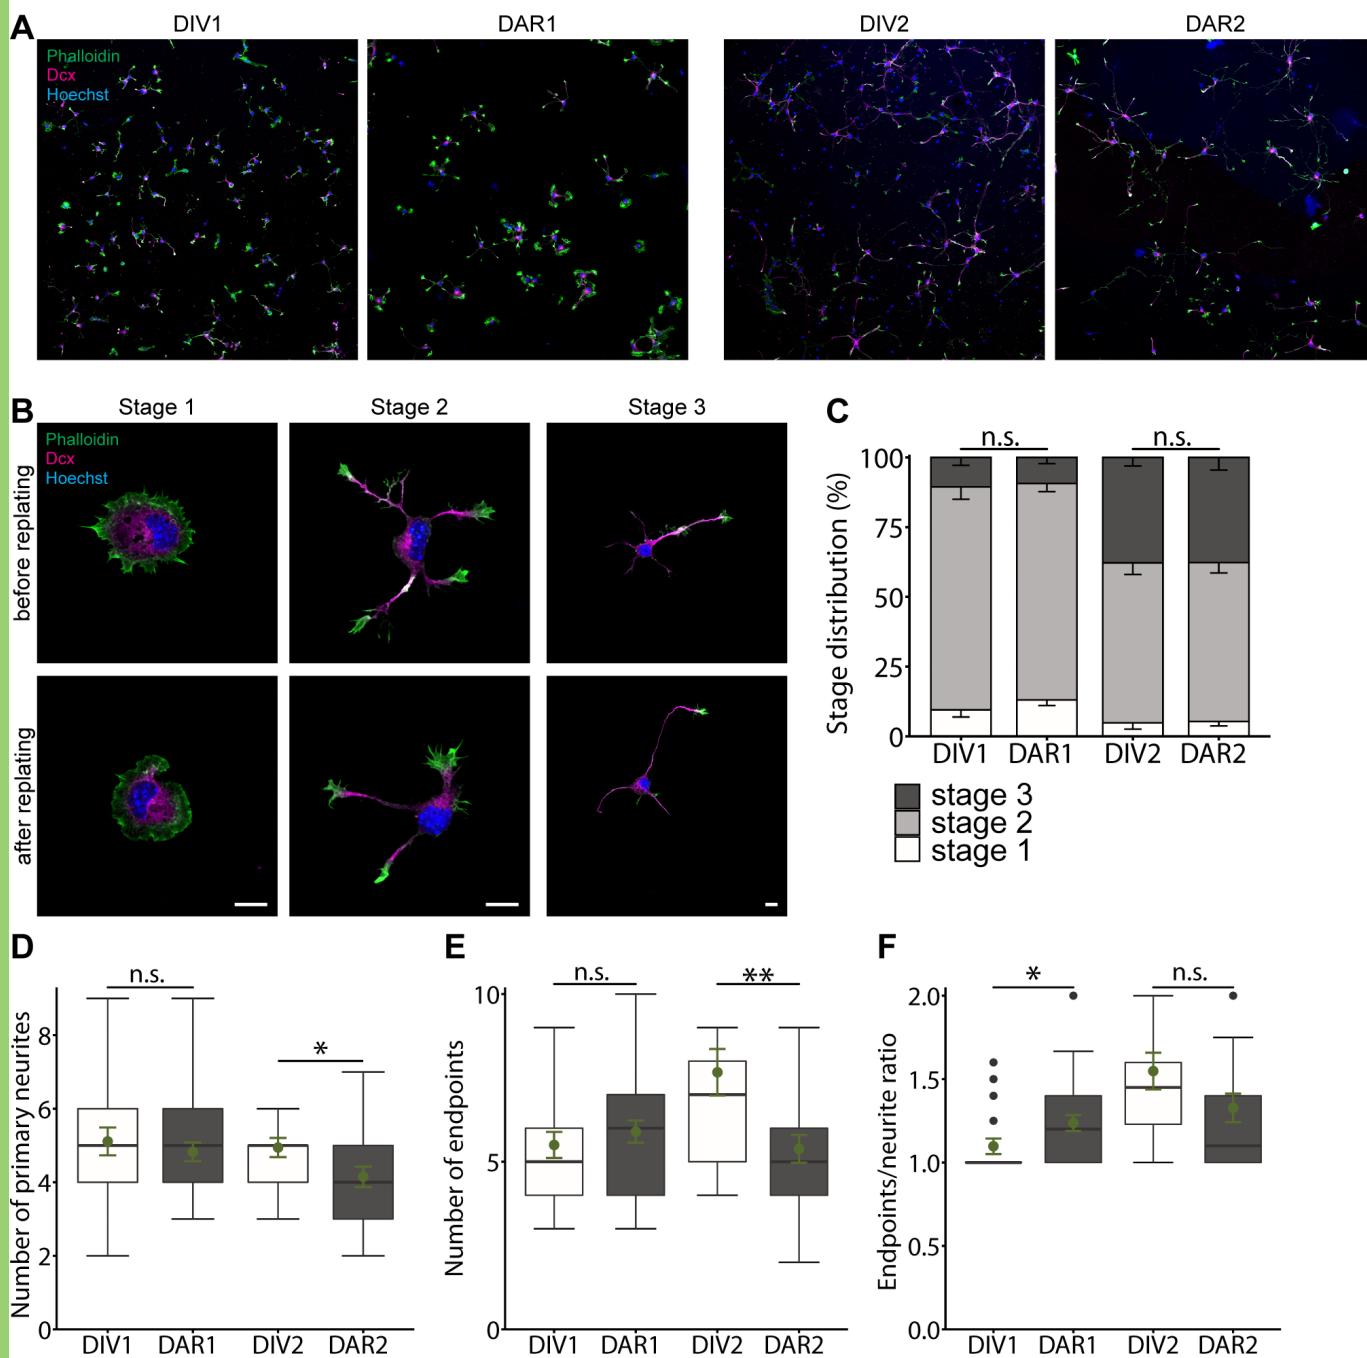 A
DIV1
DAR1
DIV2
DAR2
Phalloidin
Dcx
Hoechst
B
Stage 1
Stage 2
Stage 3
before replating
Phalloidin
Dcx
Hoechst
after replating
C
Stage distribution (%)
n.s.
n.s.
100
75
50
25
0
DIV1
DAR1
DIV2
DAR2
stage 3
stage 2
stage 1
D
Number of primary neurites
n.s.
*
8
6
4
2
0
DIV1
DAR1
DIV2
DAR2
E
Number of endpoints
n.s.
**
10
5
0
DIV1
DAR1
DIV2
DAR2
F
Endpoints/neurite ratio
*
n.s.
2.0
1.5
1.0
0.5
0.0
DIV1
DAR1
DIV2
DAR2